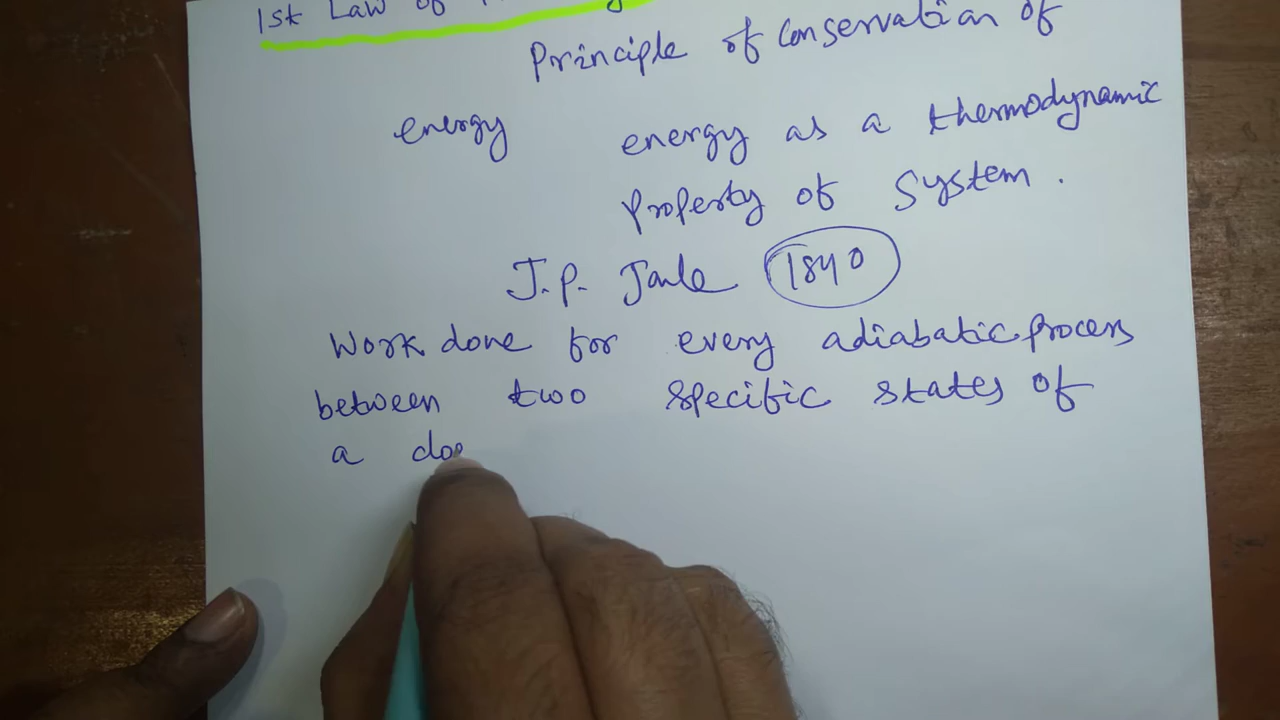 1st Law of
Principle of Conservation of
energy energy as a thermodynamic
Property of System.
J.P. Joule 1840
Work done for every adiabatic process
between two specific states of
a